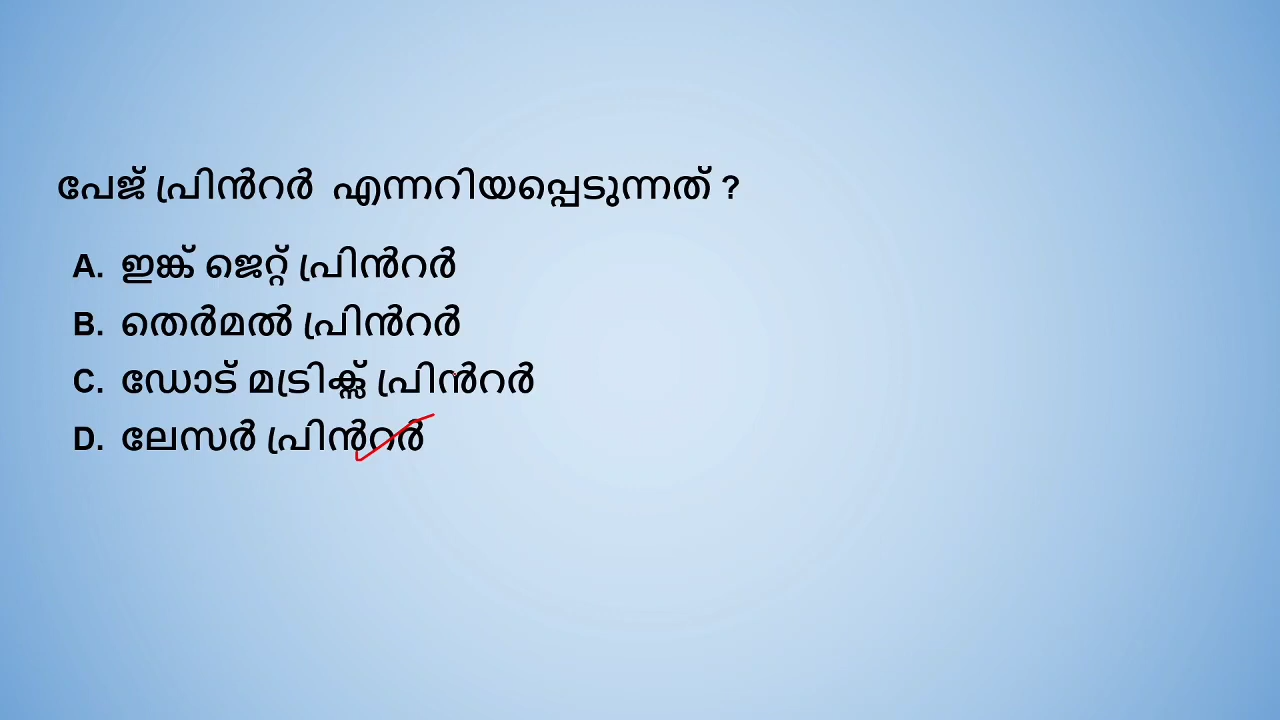 പേജ് പ്രിൻറർ എന്നറിയപ്പെടുന്നത് ?
A. ഇങ്ക് ജെറ്റ് പ്രിൻറർ
B. തെർമൽ പ്രിൻറർ
C. ഡോട് മട്രിക്സ് പ്രിൻറർ
D. ലേസർ പ്രിൻറർ